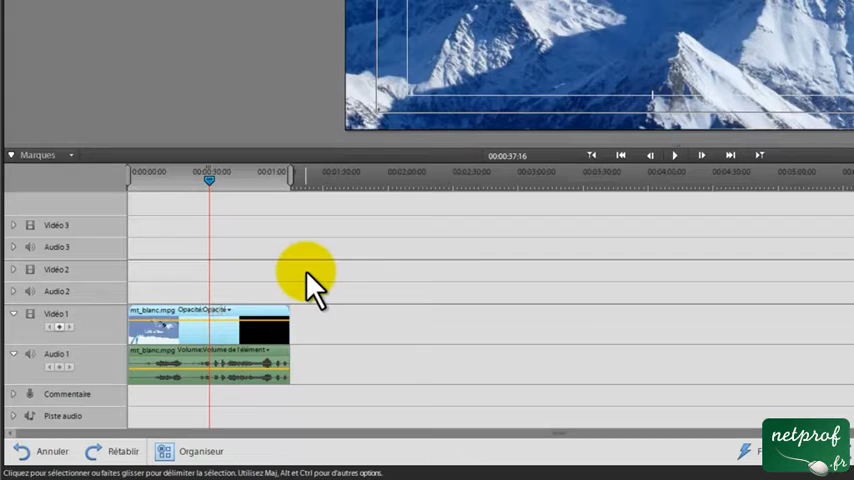 Marques
00:00:37:16
0:00:00:00 00:00:30:00 00:01:00 00:01:30:00 00:02:00:00 00:02:30:00 00:03:00:00 00:03:30:00 00:04:00:00 00:04:30:00 00:05:00:00
Vidéo 3
Audio 3
Vidéo 2
Audio 2
Vidéo 1
mt_blanc.mpg Opacité:Opacité
Audio 1
mt_blanc.mpg Volume:Volume de l'élément
Commentaire
Piste audio
Annuler Rétablir Organiseur
Cliquez pour sélectionner ou faites glisser pour délimiter la sélection. Utilisez Maj, Alt et Ctrl pour d'autres options.
netprof
.fr